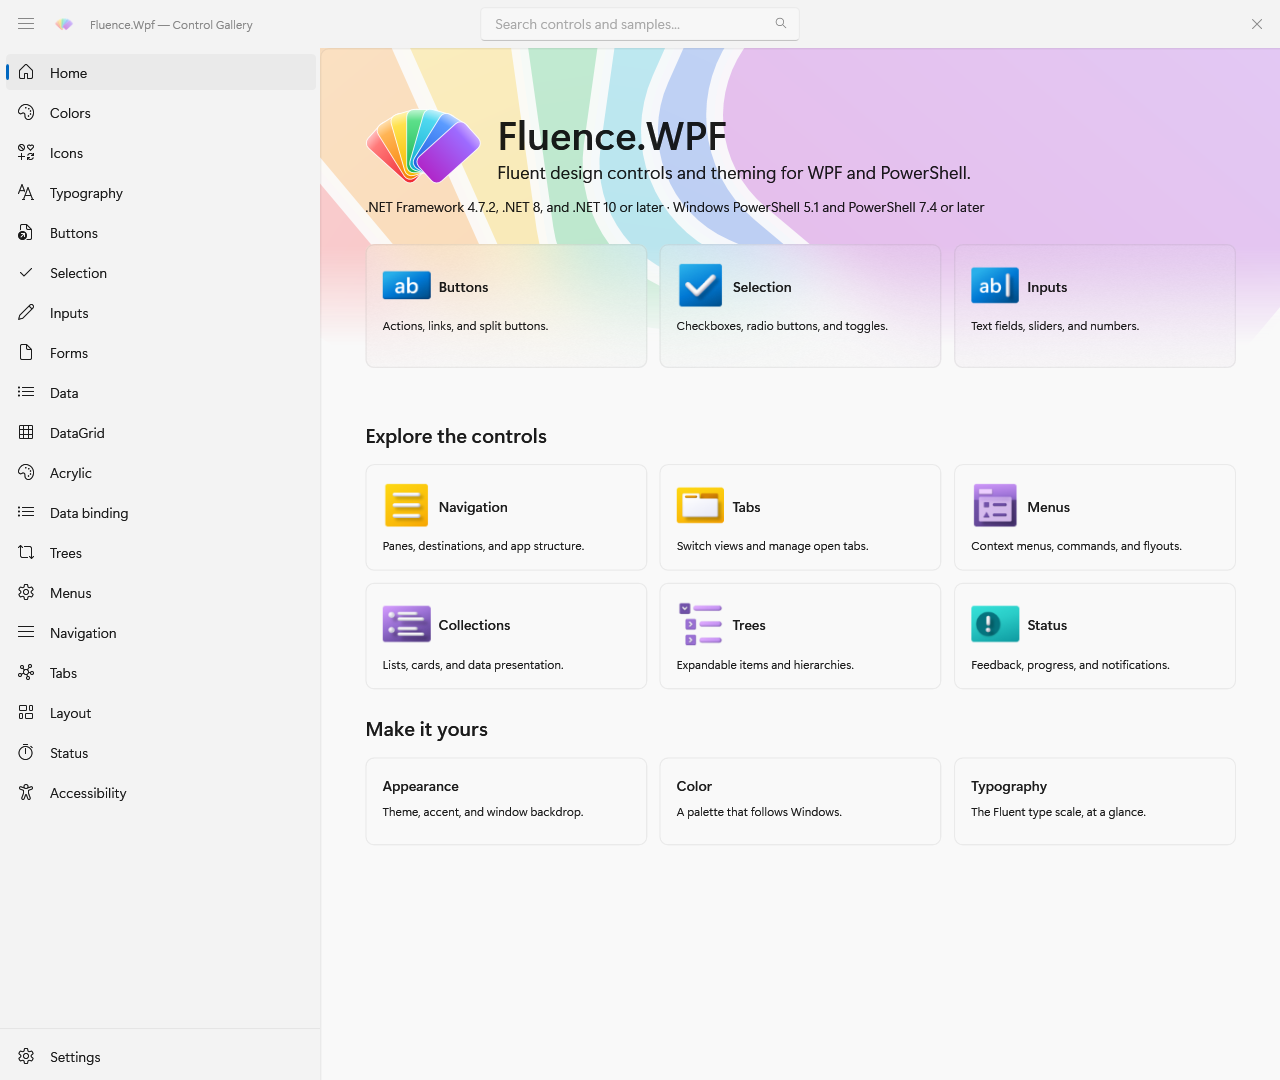 Fluence.Wpf — Control Gallery
Search controls and samples...
Home
Colors
Icons
Typography
Buttons
Selection
Inputs
Forms
Data
DataGrid
Acrylic
Data binding
Trees
Menus
Navigation
Tabs
Layout
Status
Accessibility
Settings
Fluence.WPF
Fluent design controls and theming for WPF and PowerShell.
.NET Framework 4.7.2, .NET 8, and .NET 10 or later · Windows PowerShell 5.1 and PowerShell 7.4 or later
ab
Buttons
Actions, links, and split buttons.
Selection
Checkboxes, radio buttons, and toggles.
ab
Inputs
Text fields, sliders, and numbers.
Explore the controls
Navigation
Panes, destinations, and app structure.
Tabs
Switch views and manage open tabs.
Menus
Context menus, commands, and flyouts.
Collections
Lists, cards, and data presentation.
Trees
Expandable items and hierarchies.
Status
Feedback, progress, and notifications.
Make it yours
Appearance
Theme, accent, and window backdrop.
Color
A palette that follows Windows.
Typography
The Fluent type scale, at a glance.